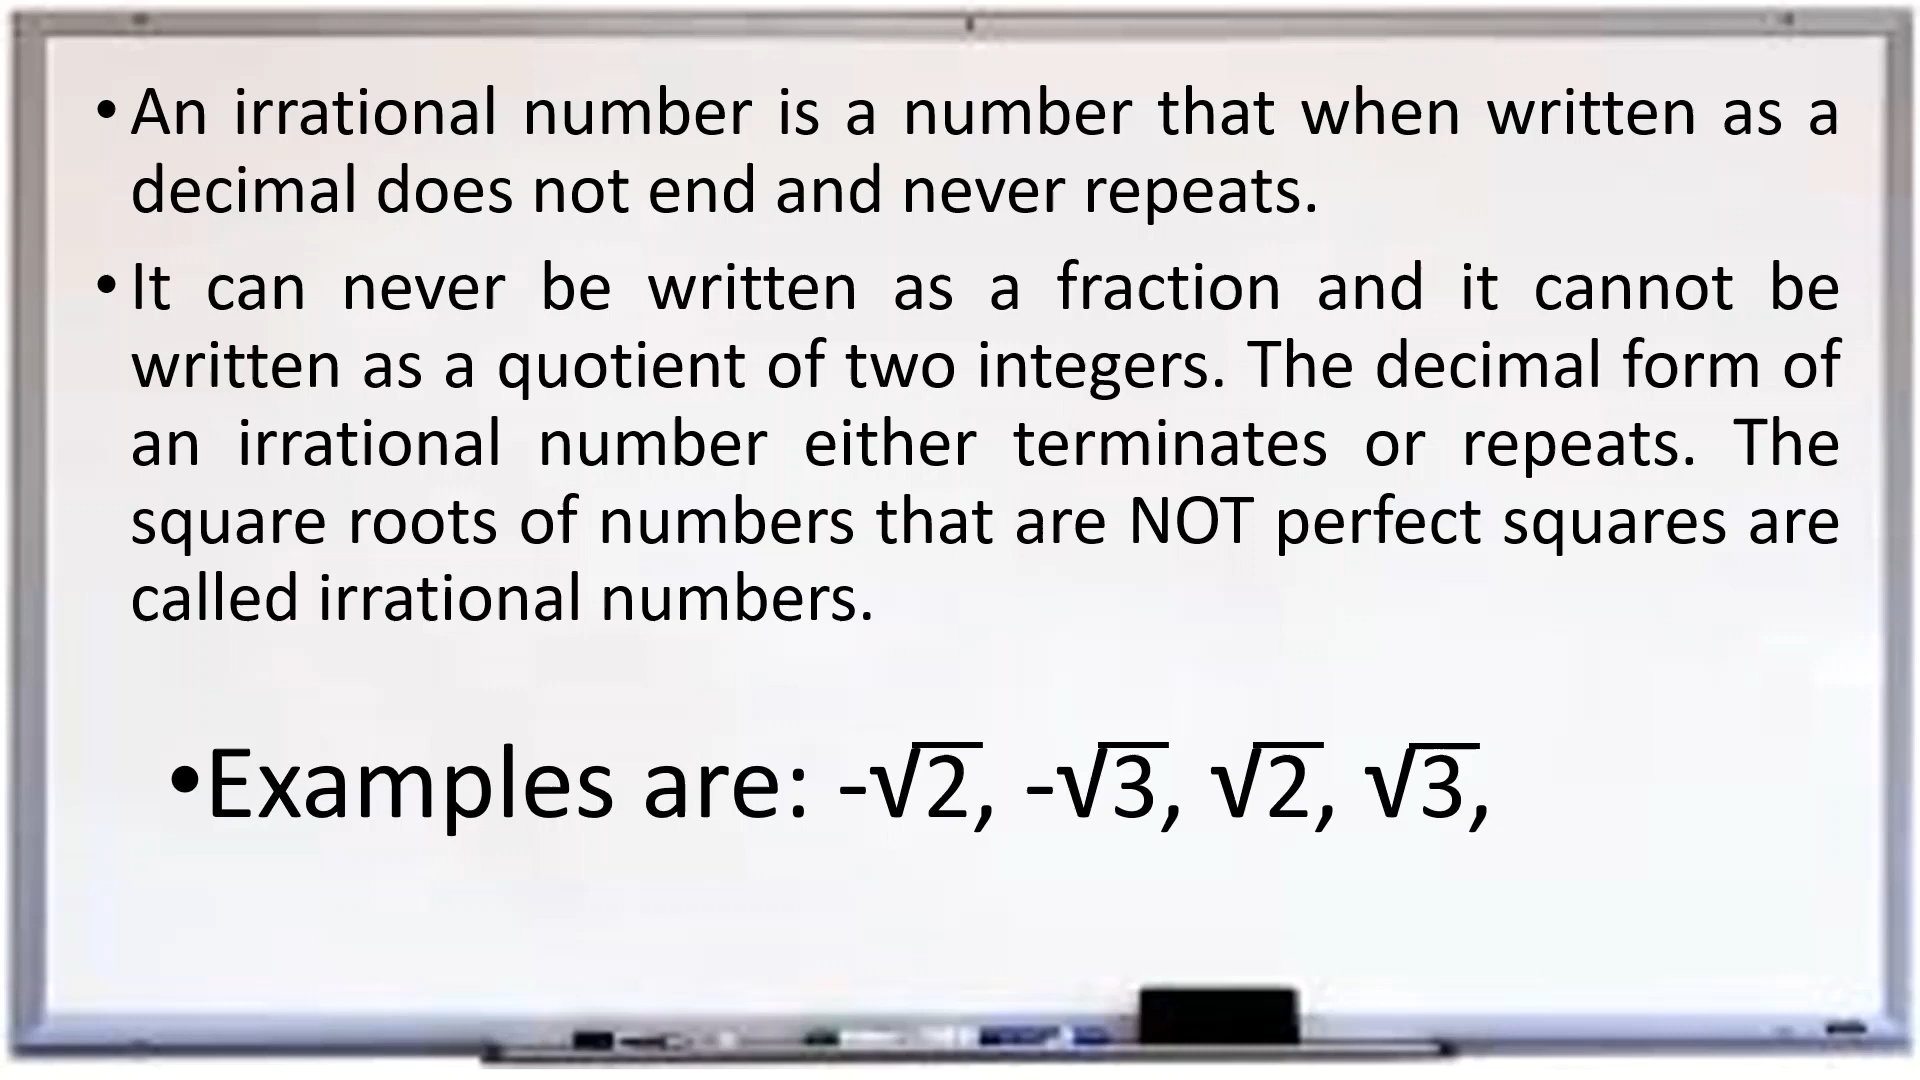 • An irrational number is a number that when written as a
decimal does not end and never repeats.
• It can never be written as a fraction and it cannot be
written as a quotient of two integers. The decimal form of
an irrational number either terminates or repeats. The
square roots of numbers that are NOT perfect squares are
called irrational numbers.
•Examples are: -√2, -√3, √2, √3,